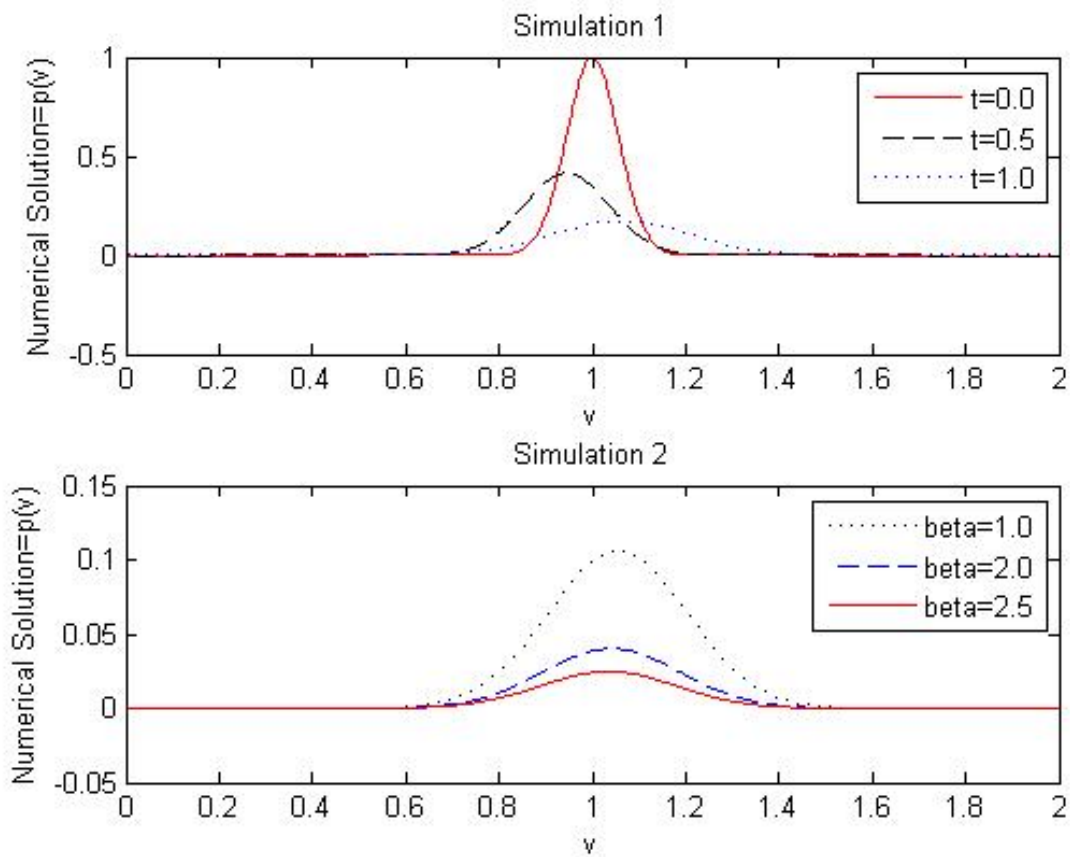 Simulation 1
Numerical Solution=p(v)
1
0.5
0
-0.5
t=0.0
t=0.5
t=1.0
0 0.2 0.4 0.6 0.8 1 1.2 1.4 1.6 1.8 2
v
Simulation 2
Numerical Solution=p(v)
0.15
0.1
0.05
0
-0.05
beta=1.0
beta=2.0
beta=2.5
0 0.2 0.4 0.6 0.8 1 1.2 1.4 1.6 1.8 2
v